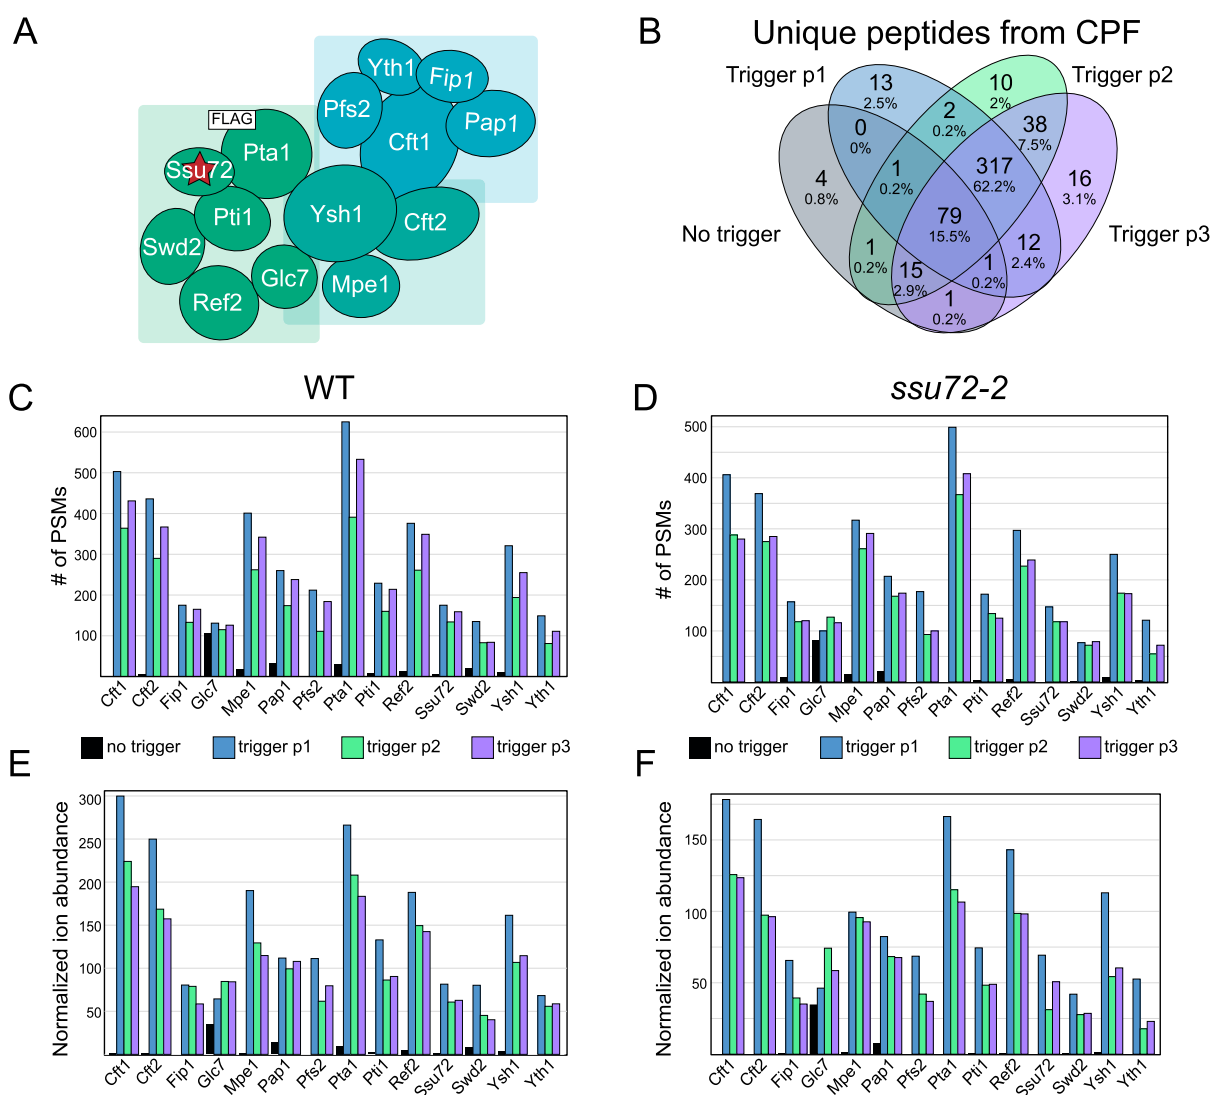 A
FLAG
Ssu72
Pta1
Pti1
Swd2
Ref2
Glc7
Yth1
Fip1
Pfs2
Cft1
Pap1
Ysh1
Cft2
Mpe1
B
Unique peptides from CPF
Trigger p1
Trigger p2
No trigger
Trigger p3
13
2.5%
10
2%
2
0.2%
0
0%
38
7.5%
4
0.8%
1
0.2%
317
62.2%
16
3.1%
79
15.5%
1
0.2%
15
2.9%
1
0.2%
12
2.4%
1
0.2%
C
WT
# of PSMs
600
500
400
300
200
100
Cft1 Cft2 Fip1 Glc7 Mpe1 Pap1 Pfs2 Pta1 Pti1 Ref2 Ssu72 Swd2 Ysh1 Yth1
no trigger trigger p1 trigger p2 trigger p3
D
ssu72-2
# of PSMs
500
400
300
200
100
Cft1 Cft2 Fip1 Glc7 Mpe1 Pap1 Pfs2 Pta1 Pti1 Ref2 Ssu72 Swd2 Ysh1 Yth1
no trigger trigger p1 trigger p2 trigger p3
E
Normalized ion abundance
300
250
200
150
100
50
Cft1 Cft2 Fip1 Glc7 Mpe1 Pap1 Pfs2 Pta1 Pti1 Ref2 Ssu72 Swd2 Ysh1 Yth1
F
Normalized ion abundance
150
100
50
Cft1 Cft2 Fip1 Glc7 Mpe1 Pap1 Pfs2 Pta1 Pti1 Ref2 Ssu72 Swd2 Ysh1 Yth1